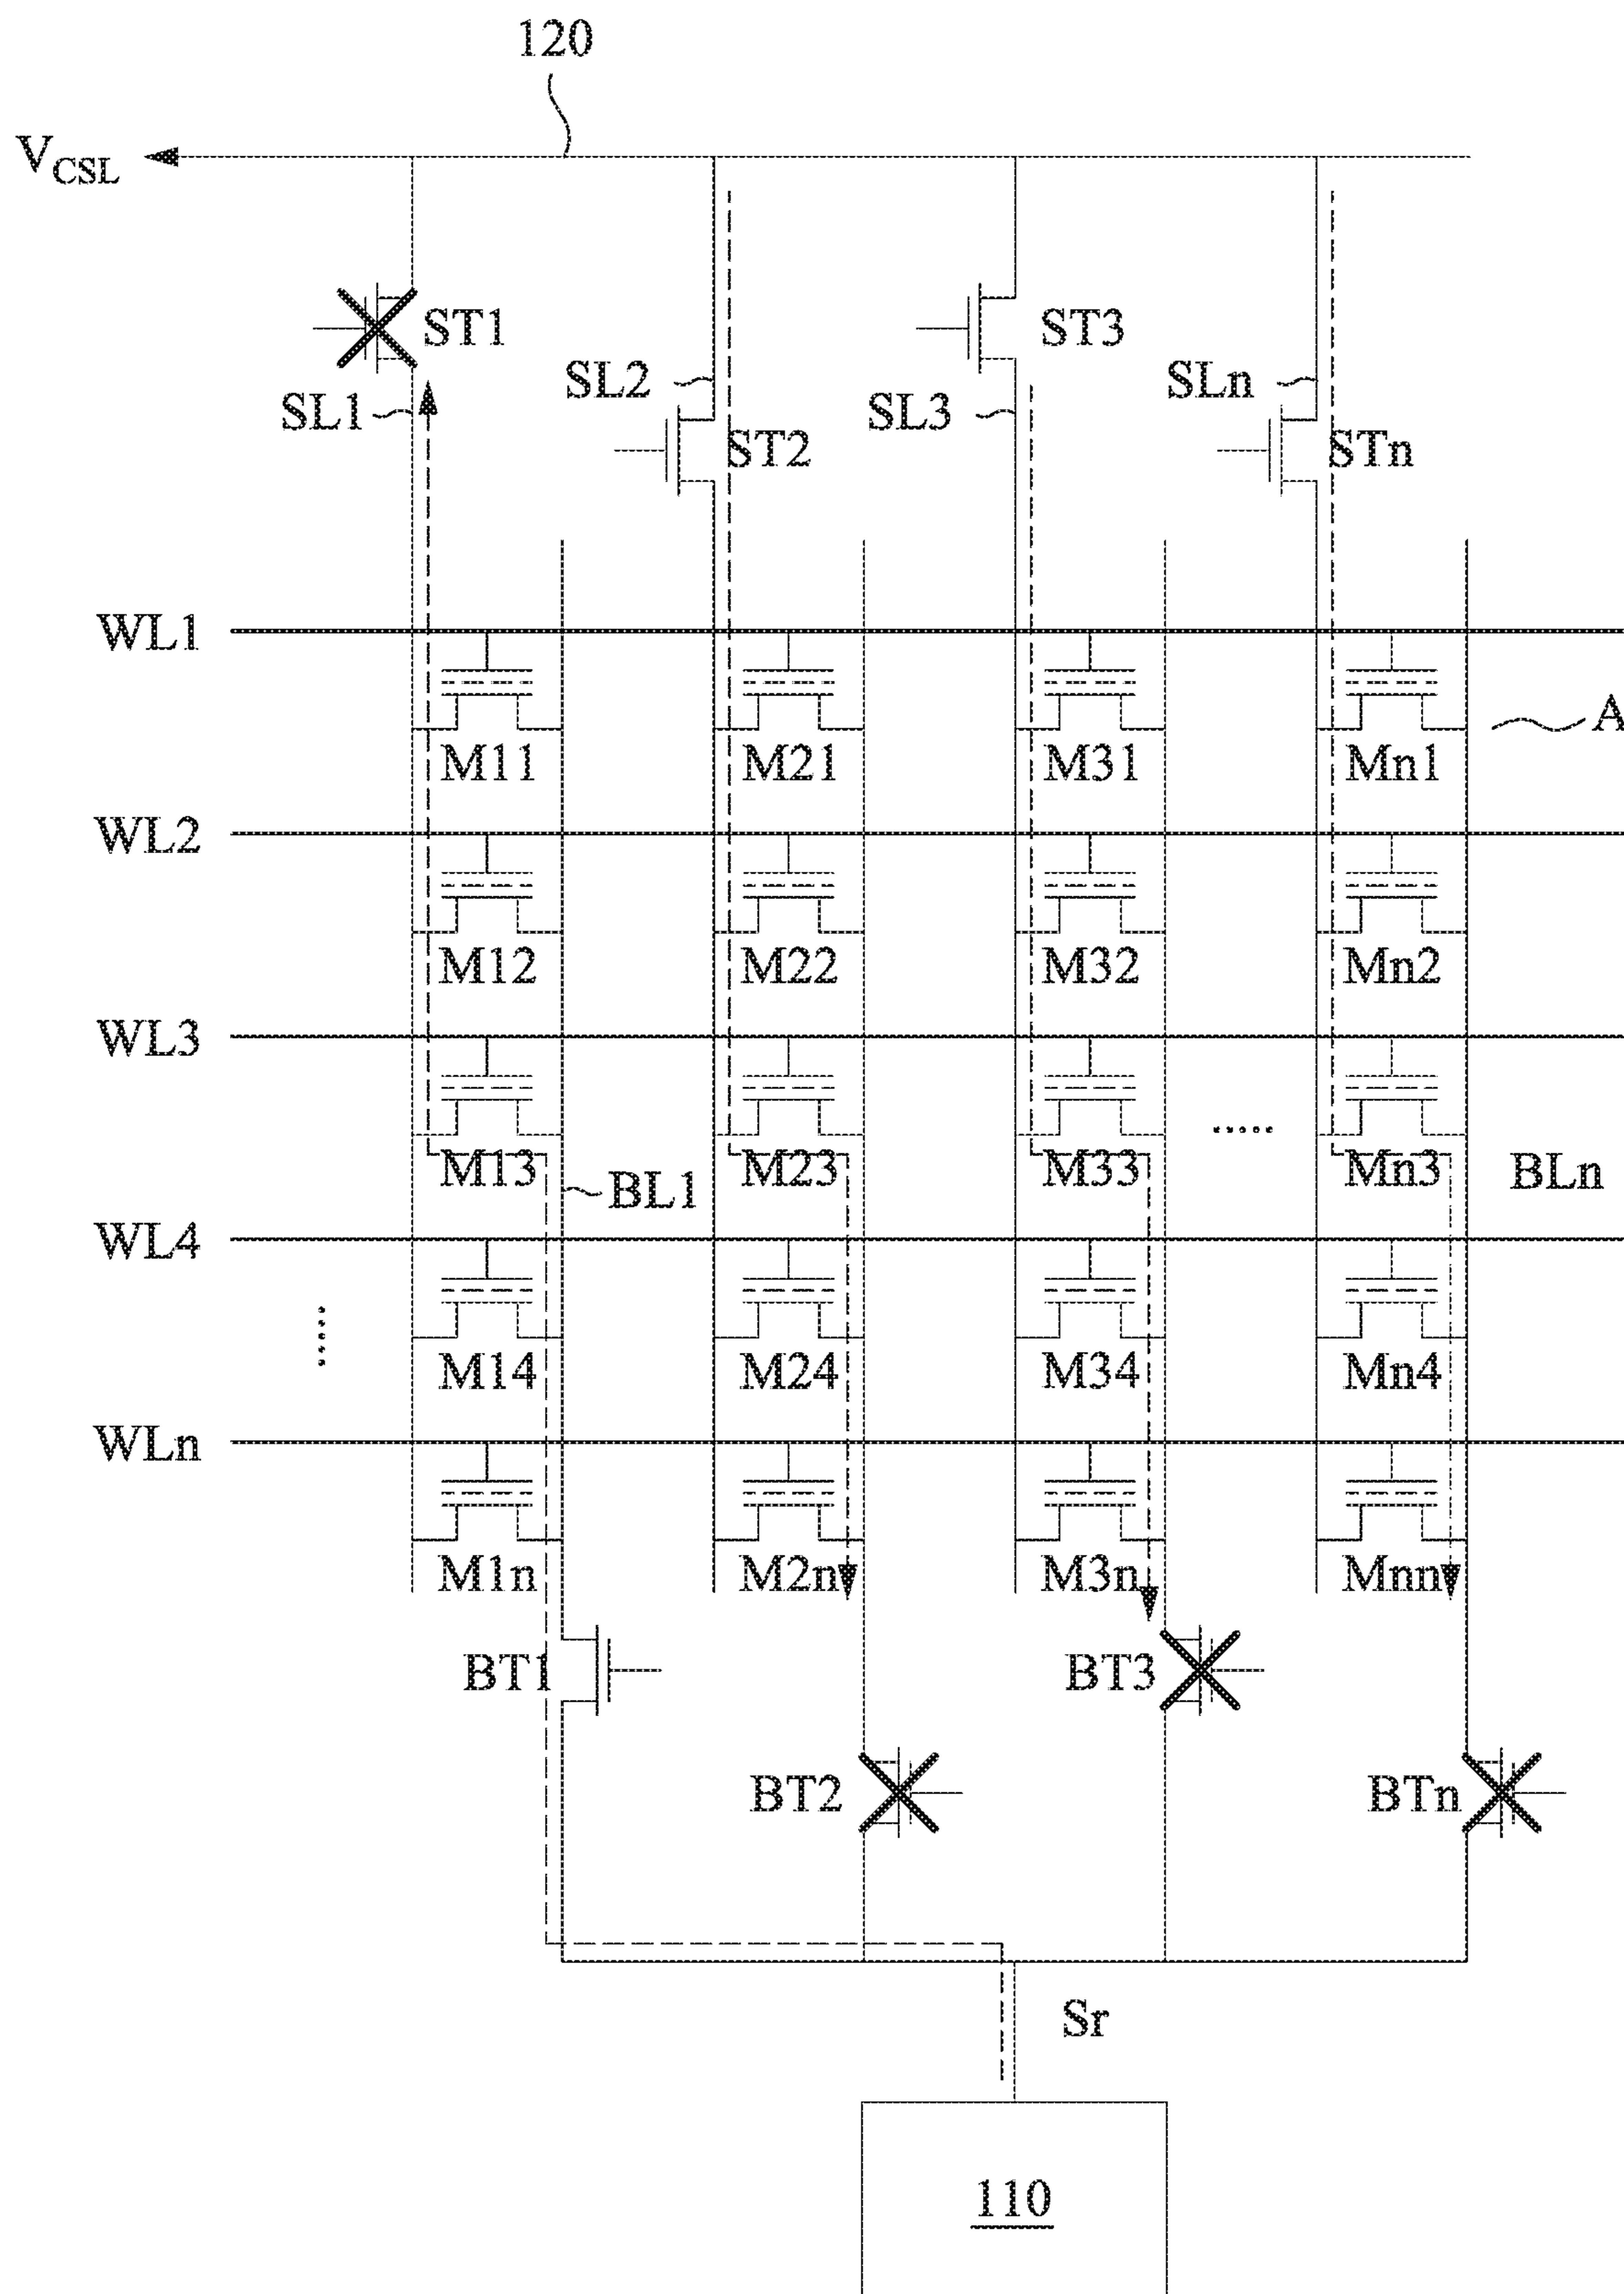 120
VCSL
ST1
ST3
SL2
SLn
SL1
SL3
ST2
STn
WL1
A
M11 M21 M31 Mn1
WL2
M12 M22 M32 Mn2
WL3
M13 M23 M33 ..... Mn3
BL1
BLn
WL4
.....
M14 M24 M34 Mn4
WLn
M1n M2n M3n Mnn
BT1
BT3
BT2
BTn
Sr
110